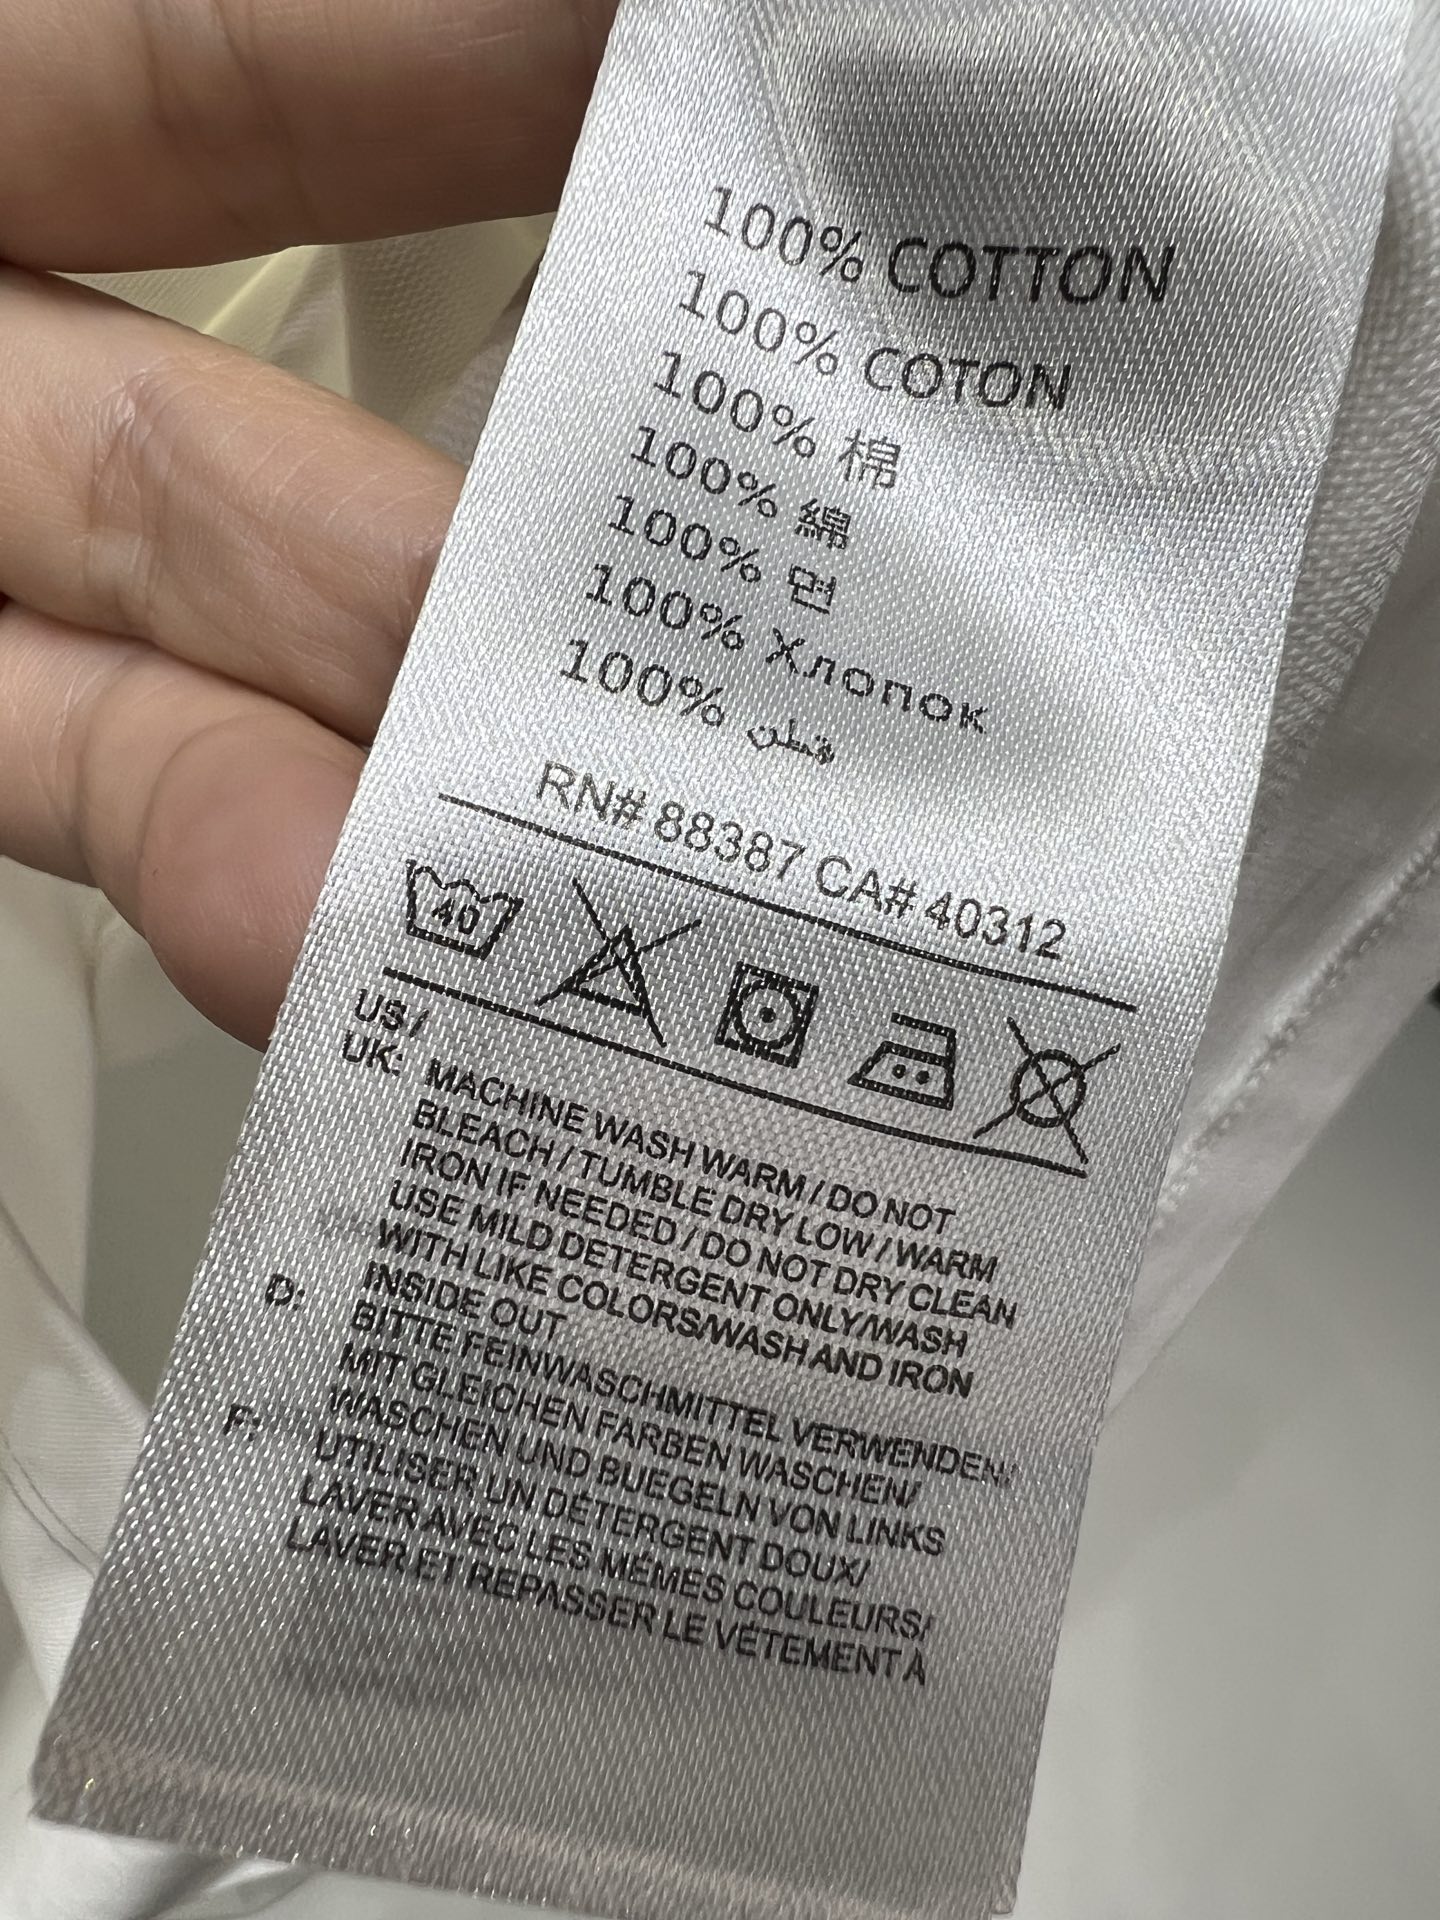 100% COTTON
100% COTON
100% 棉
100% 綿
100% 면
100% Хлопок
100% قطن
RN# 88387 CA# 40312
40
US/
UK: MACHINE WASH WARM / DO NOT
BLEACH / TUMBLE DRY LOW / WARM
IRON IF NEEDED / DO NOT DRY CLEAN
USE MILD DETERGENT ONLY/WASH
WITH LIKE COLORS/WASH AND IRON
INSIDE OUT
D: BITTE FEINWASCHMITTEL VERWENDEN/
MIT GLEICHEN FARBEN WASCHEN/
WASCHEN UND BUEGELN VON LINKS
F: UTILISER UN DÉTERGENT DOUX/
LAVER AVEC LES MÊMES COULEURS/
LAVER ET REPASSER LE VÊTEMENT À